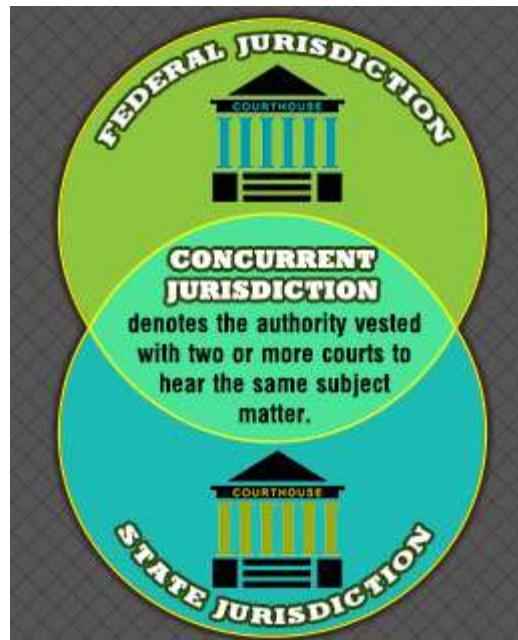 FEDERAL JURISDICTION
COURTHOUSE
CONCURRENT
JURISDICTION
denotes the authority vested
with two or more courts to
hear the same subject
matter.
COURTHOUSE
STATE JURISDICTION